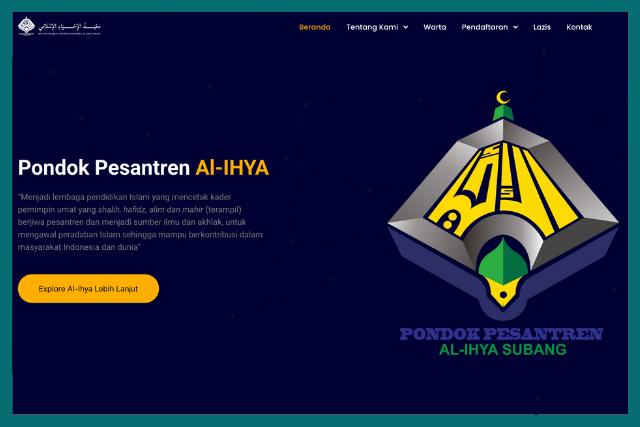 معهد الإحياء الإسلامي
Beranda Tentang Kami Warta Pendaftaran Lazis Kontak
Pondok Pesantren Al-IHYA
"Menjadi lembaga pendidikan Islam yang mencetak kader
pemimpin umat yang shalih, hafidz, alim dan mahir (terampil)
berjiwa pesantren dan menjadi sumber ilmu dan akhlak, untuk
mengawal peradaban Islam sehingga mampu berkontribusi dalam
masyarakat Indonesia dan dunia"
Explore Al-Ihya Lebih Lanjut
PONDOK PESANTREN
AL-IHYA SUBANG